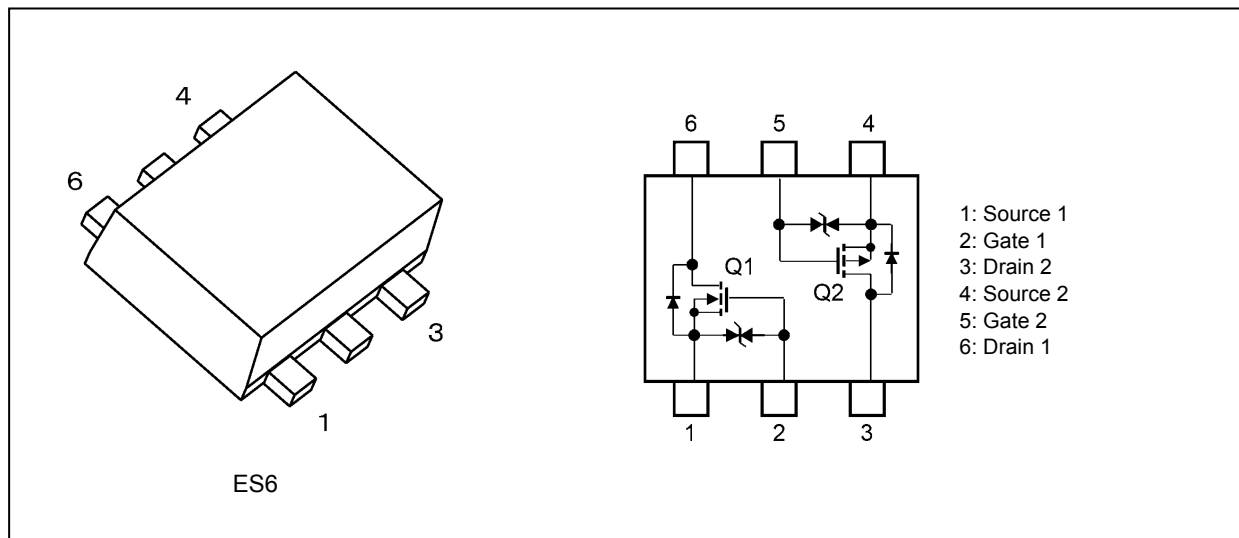 4
6
3
1
ES6
6 5 4
Q1
Q2
1 2 3
1: Source 1
2: Gate 1
3: Drain 2
4: Source 2
5: Gate 2
6: Drain 1